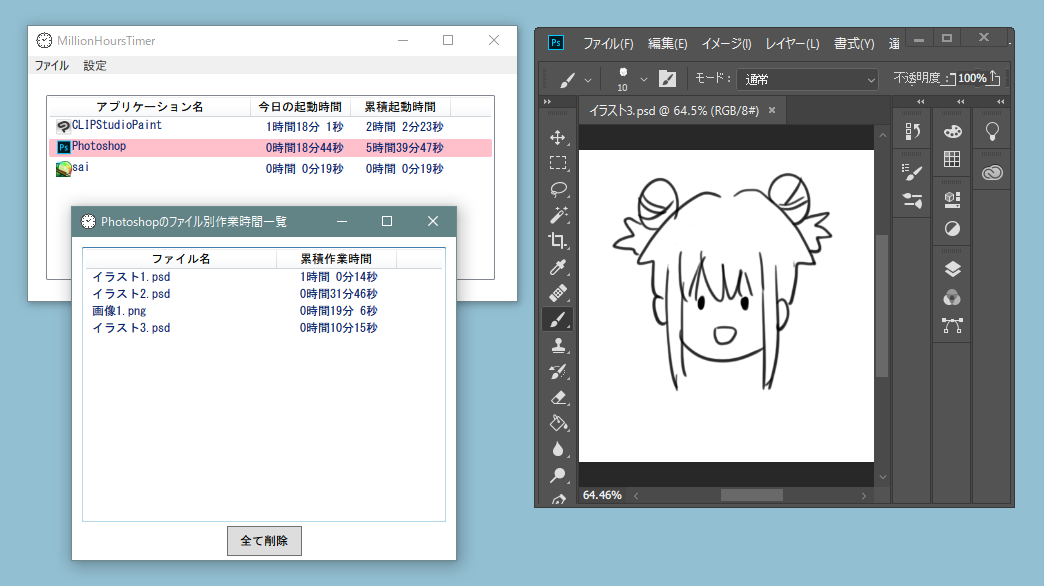 MillionHoursTimer
ファイル 設定
アプリケーション名 今日の起動時間 累積起動時間
CLIPStudioPaint 1時間18分 1秒 2時間 2分23秒
Ps Photoshop 0時間18分44秒 5時間39分47秒
sai 0時間 0分19秒 0時間 0分19秒
Photoshopのファイル別作業時間一覧
ファイル名 累積作業時間
イラスト1.psd 1時間 0分14秒
イラスト2.psd 0時間31分46秒
画像1.png 0時間19分 6秒
イラスト3.psd 0時間10分15秒
全て削除
Ps ファイル(F) 編集(E) イメージ(I) レイヤー(L) 書式(Y) 選
10 モード: 通常 不透明度: 100%
イラスト3.psd @ 64.5% (RGB/8#) ×
64.46%